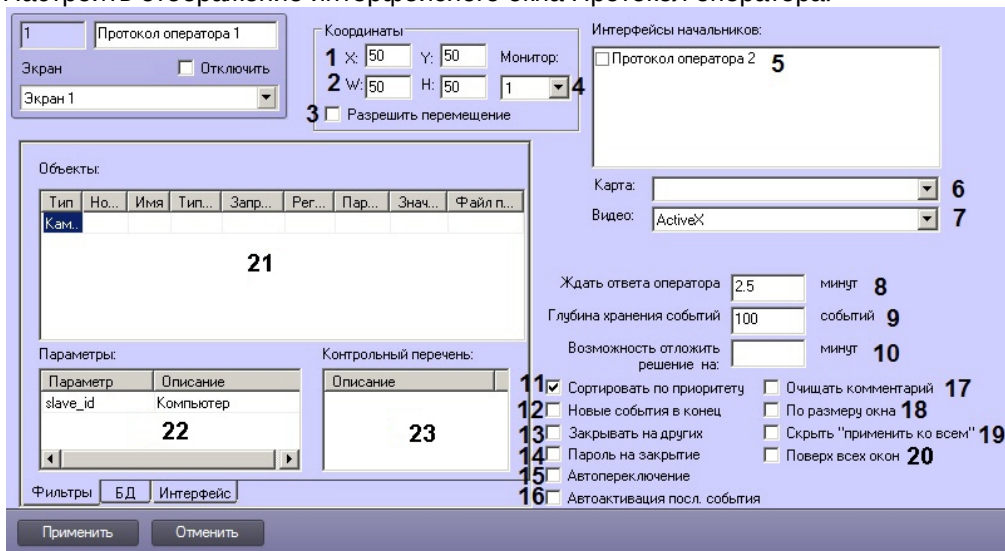 Настроить отображение интерфейсного окна Протокол оператора.
1 Протокол оператора 1
Экран Отключить
Экран 1
Координаты
1 X: 50 Y: 50 Монитор:
2 W: 50 H: 50 1 4
3 Разрешить перемещение
Интерфейсы начальников:
Протокол оператора 2 5
Карта: 6
Видео: ActiveX 7
Объекты:
Тип Но... Имя Тип... Запр... Рег... Пар... Знач... Файл п...
Кам..
21
Параметры:
Параметр Описание
slave_id Компьютер
22
Контрольный перечень:
Описание
23
Фильтры БД Интерфейс
Ждать ответа оператора 2.5 минут 8
Глубина хранения событий 100 событий 9
Возможность отложить решение на: минут 10
11 Сортировать по приоритету
12 Новые события в конец
13 Закрывать на других
14 Пароль на закрытие
15 Автопереключение
16 Автоактивация посл. события
Очищать комментарий 17
По размеру окна 18
Скрыть "применить ко всем" 19
Поверх всех окон 20
Применить Отменить